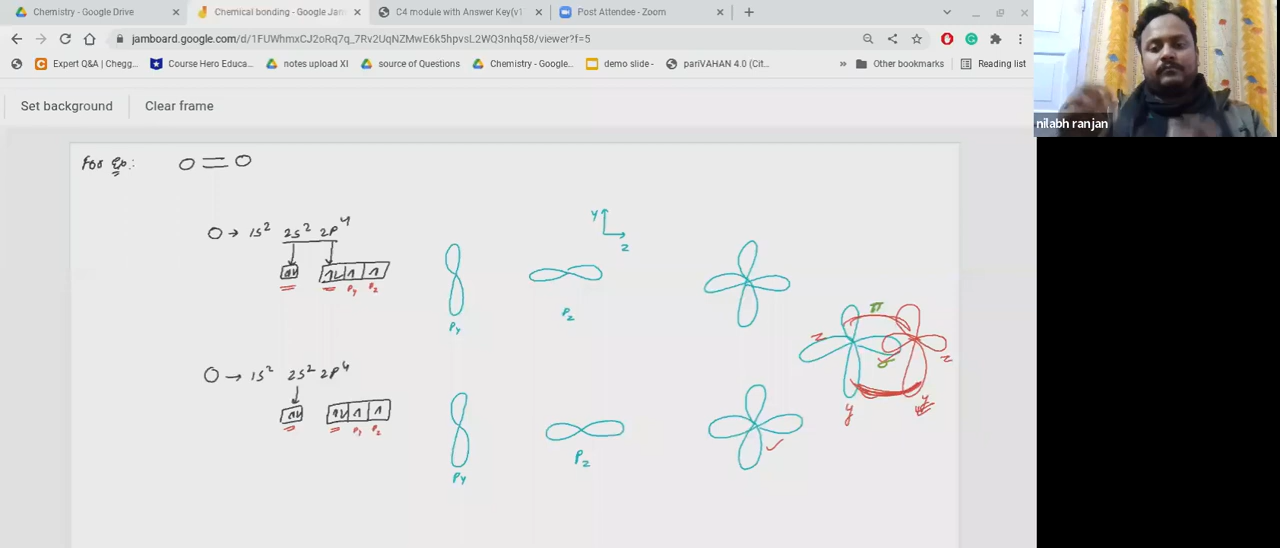 Chemistry - Google Drive
Chemical bonding - Google Jam
C4 module with Answer Key(v1
Post Attendee - Zoom
jamboard.google.com/d/1FUWhmxCJ2oRq7q_7Rv2UqNZMwE6k5hpvsL2WQ3nhq58/viewer?f=5
Expert Q&A | Chegg...
Course Hero Educa...
notes upload XI
source of Questions
Chemistry - Google...
demo slide -
pariVAHAN 4.0 (Cit...
»
Other bookmarks
Reading list
Set background
Clear frame
nilabh ranjan
For Ex:
O = O
O → 1s² 2s² 2p⁴
Py Pz
Y
Z
Py
Pz
π
Z
σ
Z
y
y
O → 1s² 2s² 2p⁴
Py Pz
Py
Pz